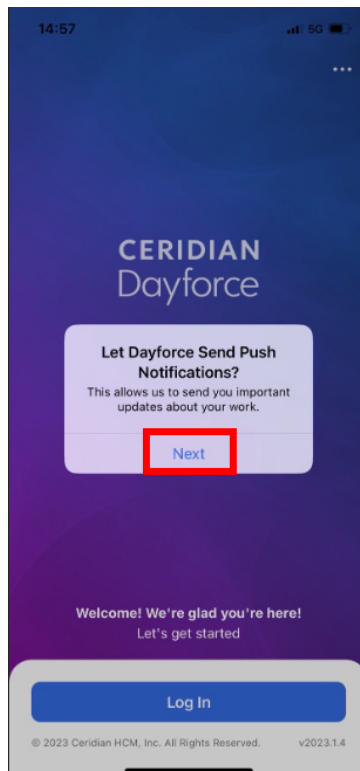 14:57
5G
CERIDIAN
Dayforce
Let Dayforce Send Push
Notifications?
This allows us to send you important
updates about your work.
Next
Welcome! We're glad you're here!
Let's get started
Log In
© 2023 Ceridian HCM, Inc. All Rights Reserved. v2023.1.4